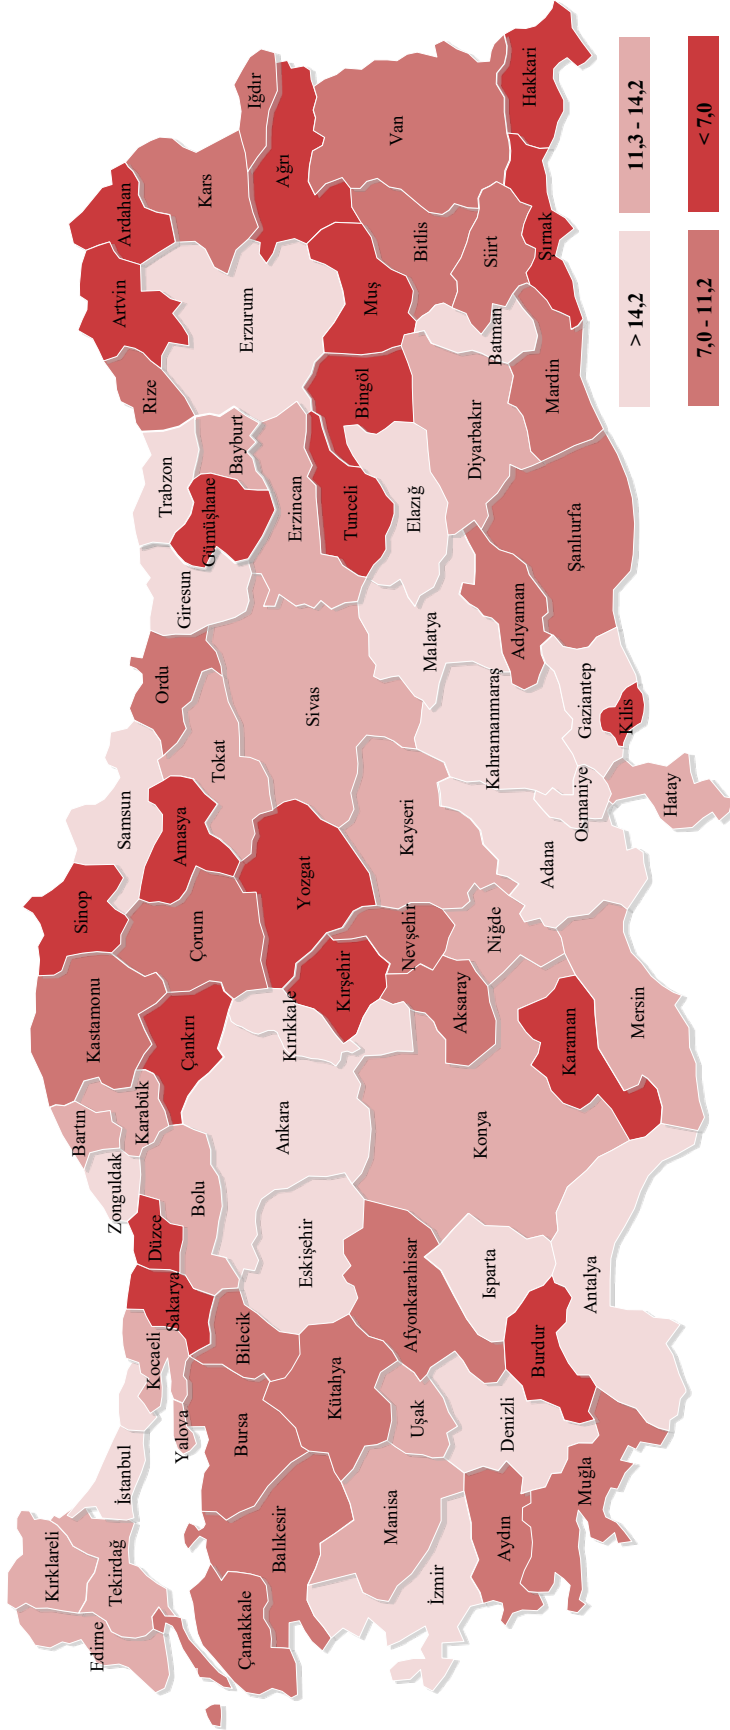 Kırklareli
Edirne
Tekirdağ
İstanbul
Kocaeli
Yalova
Sakarya
Düzce
Zonguldak
Bartın
Karabük
Kastamonu
Sinop
Samsun
Bolu
Çankırı
Çorum
Amasya
Ordu
Tokat
Giresun
Trabzon
Gümüşhane
Bayburt
Rize
Artvin
Ardahan
Kars
Iğdır
Çanakkale
Balıkesir
Bursa
Bilecik
Eskişehir
Ankara
Kırıkkale
Yozgat
Sivas
Erzincan
Erzurum
Ağrı
Kütahya
Kırşehir
Tunceli
Bingöl
Muş
Manisa
Uşak
Afyonkarahisar
Nevşehir
Kayseri
Malatya
Elazığ
Bitlis
Van
İzmir
Aydın
Denizli
Isparta
Konya
Aksaray
Niğde
Kahramanmaraş
Adıyaman
Diyarbakır
Batman
Siirt
Hakkari
Muğla
Burdur
Antalya
Karaman
Mersin
Adana
Osmaniye
Gaziantep
Kilis
Hatay
Şanlıurfa
Mardin
Şırnak
> 14,2
11,3 - 14,2
7,0 - 11,2
< 7,0